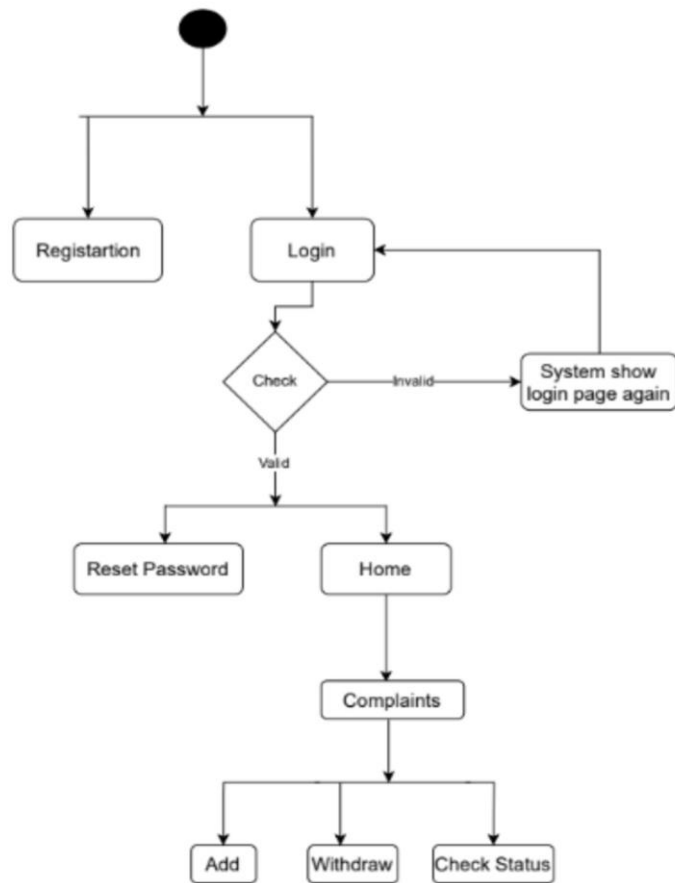 Registartion
Login
Check
Invalid
System show
login page again
Valid
Reset Password
Home
Complaints
Add
Withdraw
Check Status